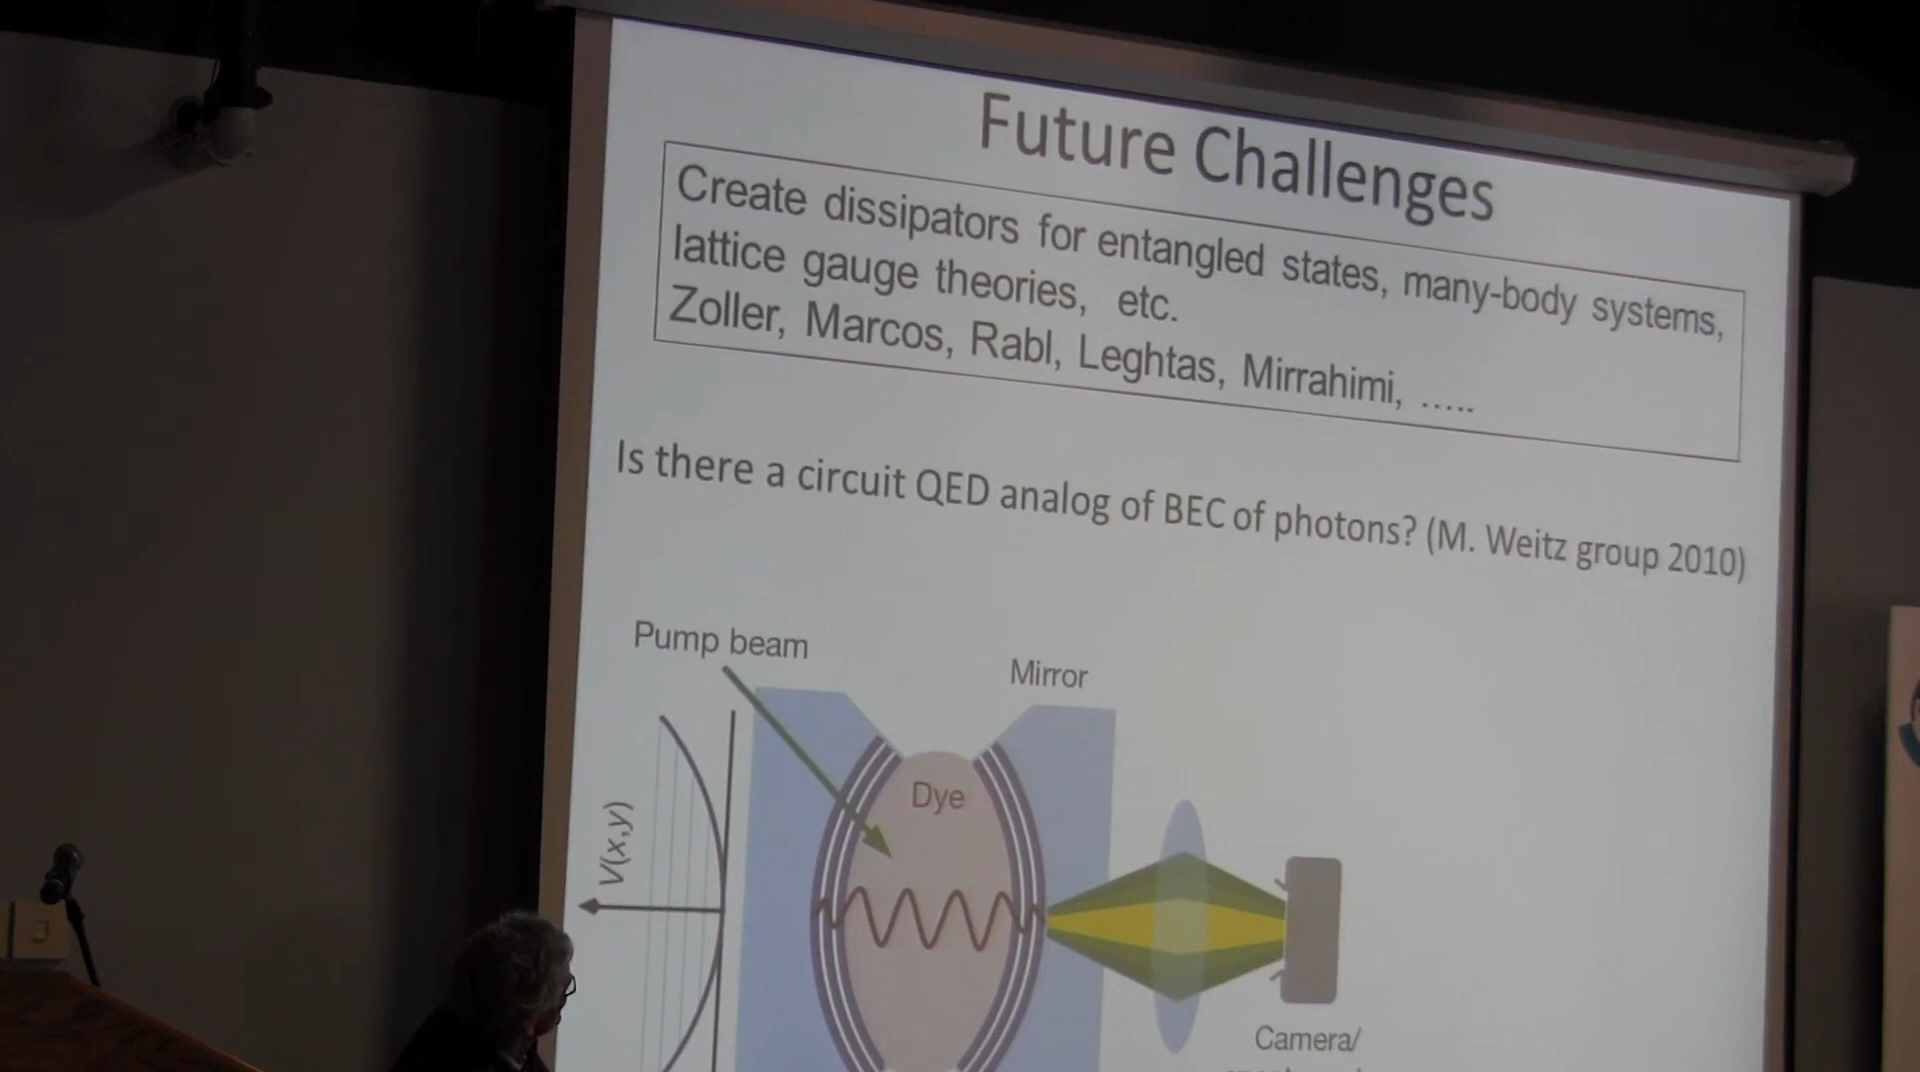 Future Challenges
Create dissipators for entangled states, many-body systems,
lattice gauge theories, etc.
Zoller, Marcos, Rabl, Leghtas, Mirrahimi, .....
Is there a circuit QED analog of BEC of photons? (M. Weitz group 2010)
Pump beam
Mirror
Dye
V(x,y)
Camera/